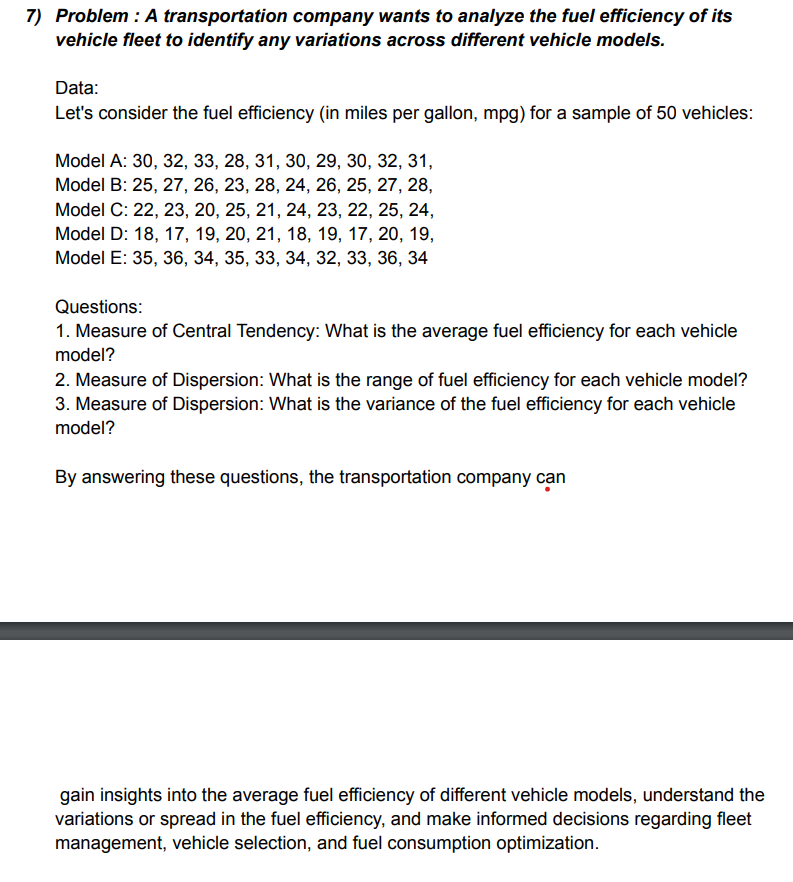 7) Problem : A transportation company wants to analyze the fuel efficiency of its
vehicle fleet to identify any variations across different vehicle models.
Data:
Let's consider the fuel efficiency (in miles per gallon, mpg) for a sample of 50 vehicles:
Model A: 30, 32, 33, 28, 31, 30, 29, 30, 32, 31,
Model B: 25, 27, 26, 23, 28, 24, 26, 25, 27, 28,
Model C: 22, 23, 20, 25, 21, 24, 23, 22, 25, 24,
Model D: 18, 17, 19, 20, 21, 18, 19, 17, 20, 19,
Model E: 35, 36, 34, 35, 33, 34, 32, 33, 36, 34
Questions:
1. Measure of Central Tendency: What is the average fuel efficiency for each vehicle
model?
2. Measure of Dispersion: What is the range of fuel efficiency for each vehicle model?
3. Measure of Dispersion: What is the variance of the fuel efficiency for each vehicle
model?
By answering these questions, the transportation company can
gain insights into the average fuel efficiency of different vehicle models, understand the
variations or spread in the fuel efficiency, and make informed decisions regarding fleet
management, vehicle selection, and fuel consumption optimization.